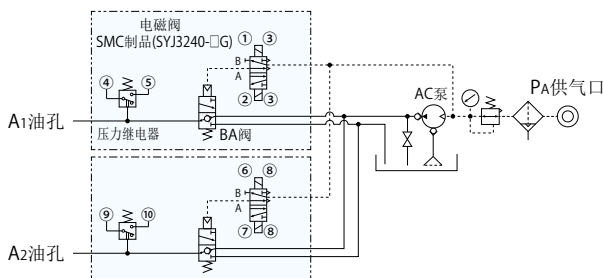 电磁阀
SMC制品(SYJ3240-□G)
① ③
B
A
② ③
④ ⑤
压力继电器
BA阀
A1油孔
AC泵
PA供气口
⑥ ⑧
B
A
⑦ ⑧
⑨ ⑩
A2油孔